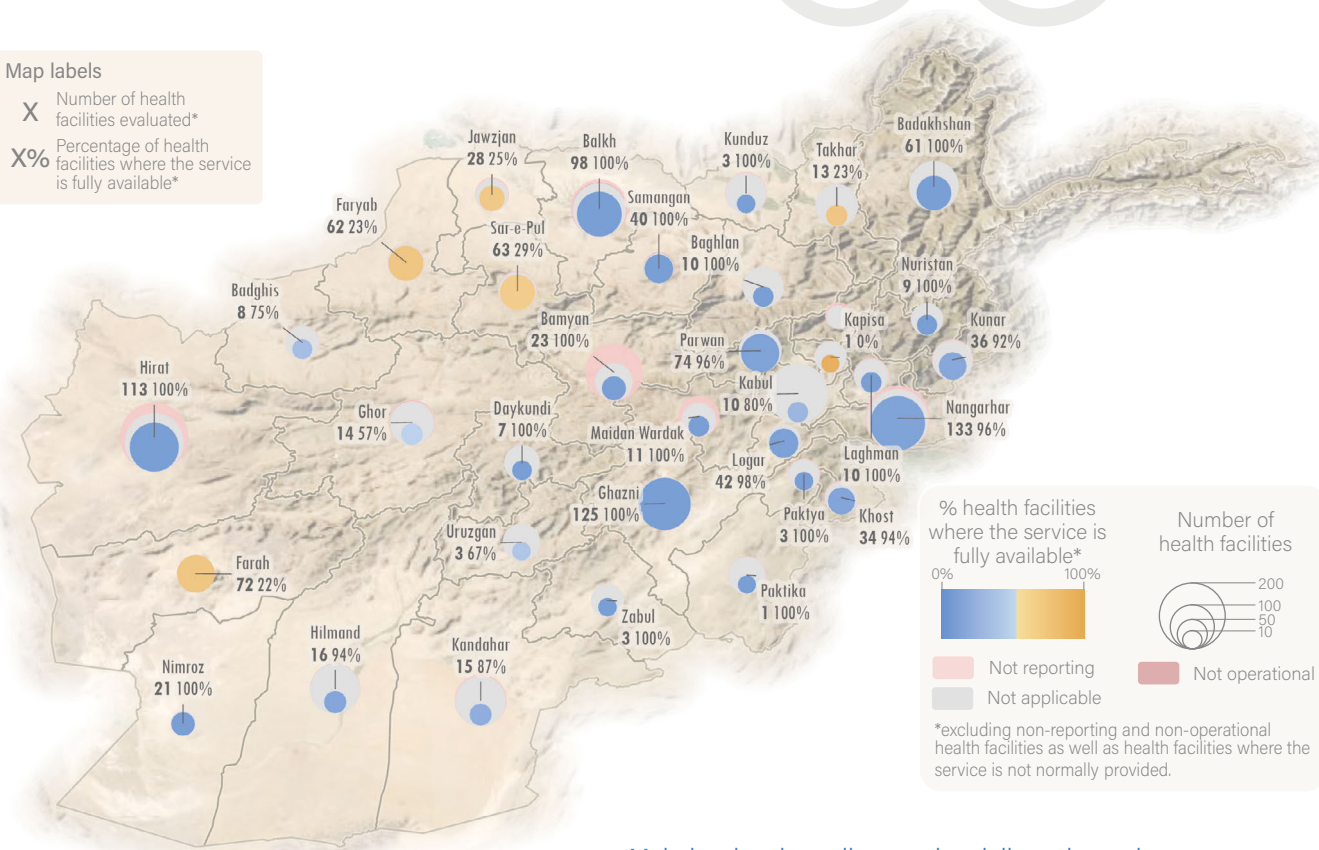 Map labels
X Number of health
facilities evaluated*
X% Percentage of health
facilities where the service
is fully available*
Jawzjan
28 25%
Balkh
98 100%
Kunduz
3 100%
Takhar
13 23%
Badakhshan
61 100%
Faryab
62 23%
Sar-e-Pul
63 29%
Samangan
40 100%
Baghlan
10 100%
Nuristan
9 100%
Badghis
8 75%
Bamyan
23 100%
Parwan
74 96%
Kapisa
1 0%
Kunar
36 92%
Hirat
113 100%
Ghor
14 57%
Daykundi
7 100%
Maidan Wardak
11 100%
Kabul
10 80%
Nangarhar
133 96%
Logar
42 98%
Laghman
10 100%
Ghazni
125 100%
Paktya
3 100%
Khost
34 94%
Uruzgan
3 67%
Farah
72 22%
Zabul
3 100%
Paktika
1 100%
Hilmand
16 94%
Kandahar
15 87%
Nimroz
21 100%
% health facilities
where the service is
fully available*
0% 100%
Number of
health facilities
200
100
50
10
Not reporting
Not applicable
Not operational
*excluding non-reporting and non-operational
health facilities as well as health facilities where the
service is not normally provided.